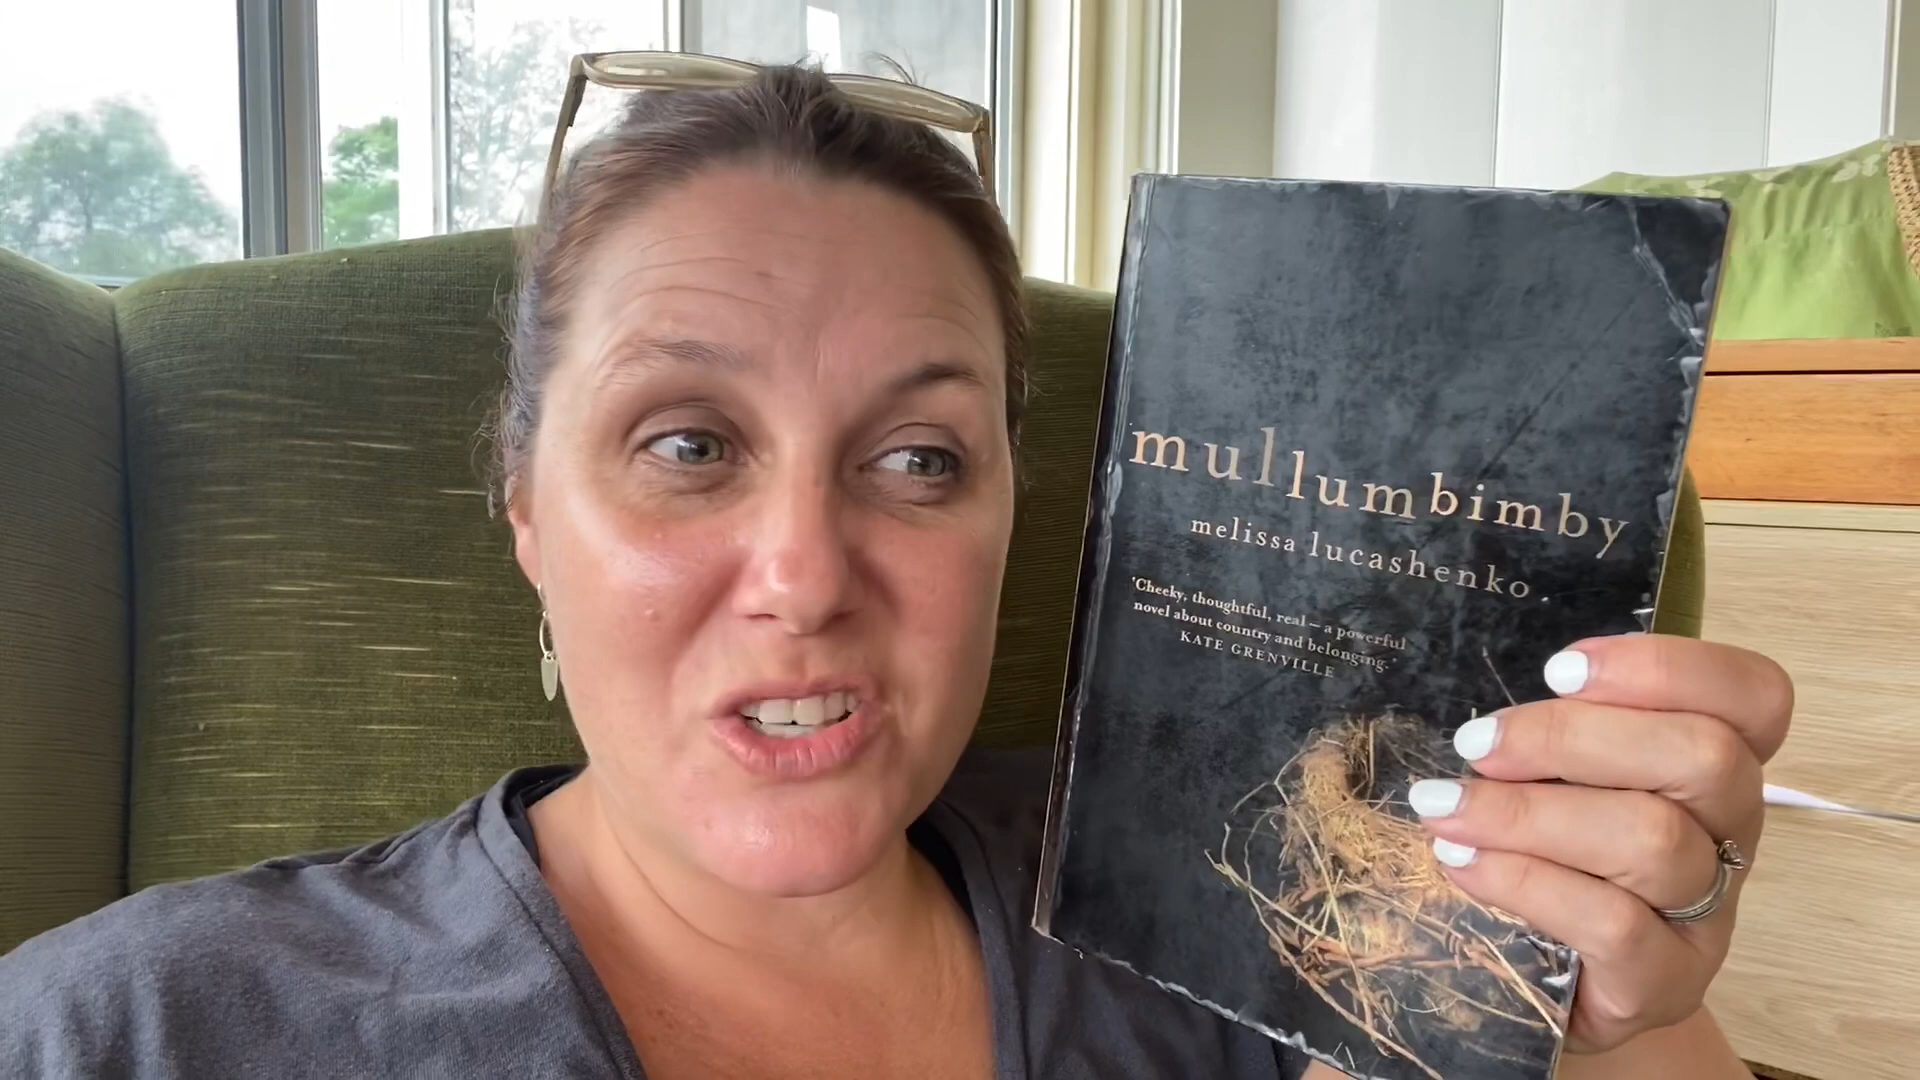 mullumbimby
melissa lucashenko
'Cheeky, thoughtful, real – a powerful
novel about country and belonging.'
KATE GRENVILLE